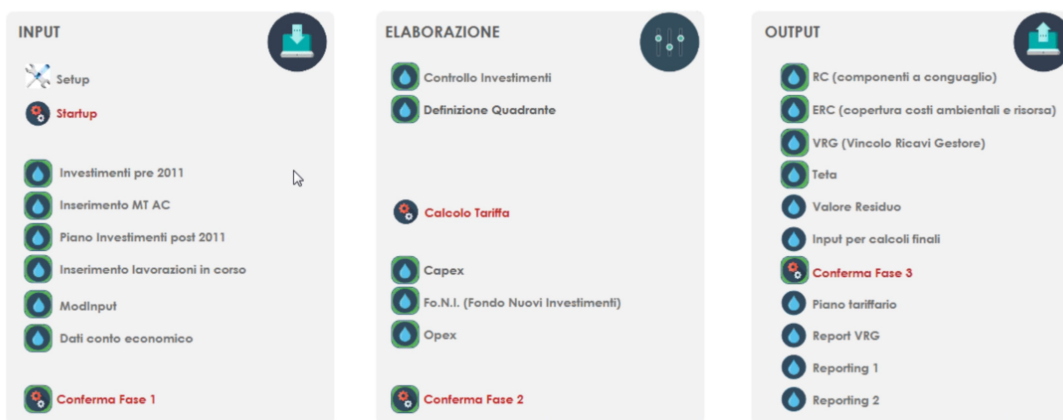 INPUT
Setup
Startup
Investimenti pre 2011
Inserimento MT AC
Piano Investimenti post 2011
Inserimento lavorazioni in corso
ModInput
Dati conto economico
Conferma Fase 1
ELABORAZIONE
Controllo Investimenti
Definizione Quadrante
Calcolo Tariffa
Capex
Fo.N.I. (Fondo Nuovi Investimenti)
Opex
Conferma Fase 2
OUTPUT
RC (componenti a conguaglio)
ERC (copertura costi ambientali e risorsa)
VRG (Vincolo Ricavi Gestore)
Teta
Valore Residuo
Input per calcoli finali
Conferma Fase 3
Piano tariffario
Report VRG
Reporting 1
Reporting 2